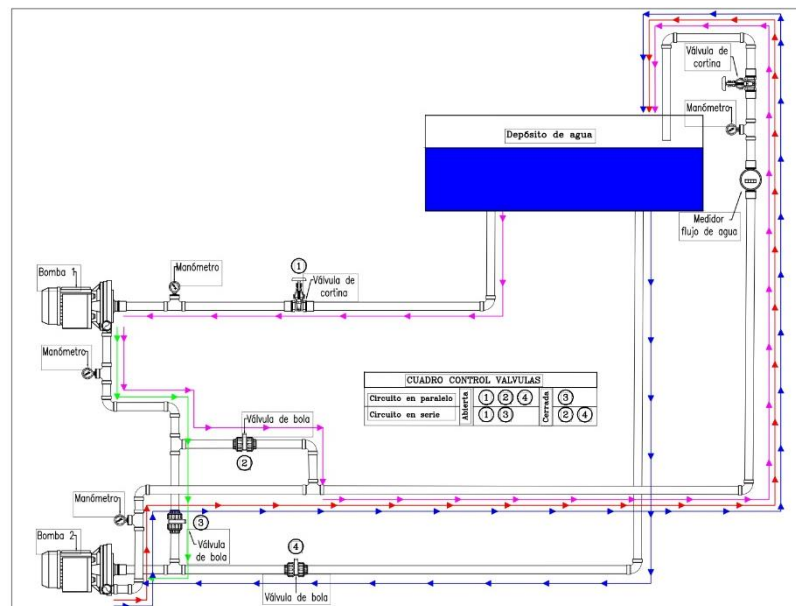 Válvula de
cortina
Manómetro
Depósito de agua
Medidor
flujo de agua
1
Manómetro
Válvula de
cortina
Bomba 1
Manómetro
CUADRO CONTROL VALVULAS
Circuito en paralelo
Abierta
1 2 4
Cerrada
3
Circuito en serie
1 3
2 4
Válvula de bola
2
Manómetro
3
Válvula
de bola
Bomba 2
4
Válvula
de bola